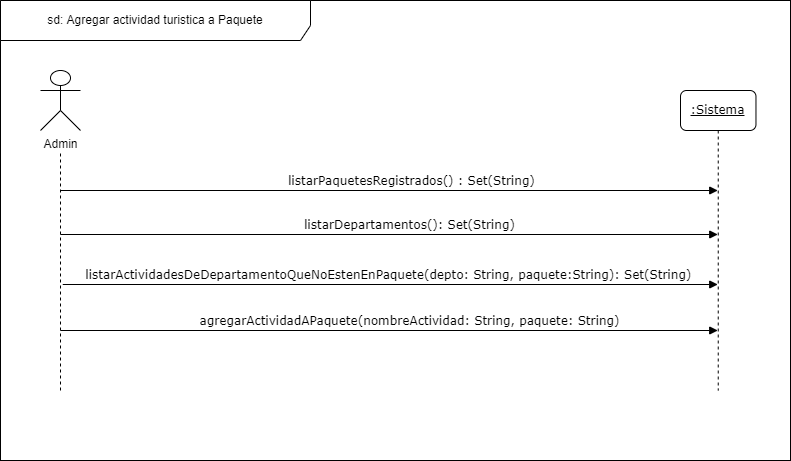 sd: Agregar actividad turistica a Paquete
Admin
:Sistema
listarPaquetesRegistrados() : Set(String)
listarDepartamentos(): Set(String)
listarActividadesDeDepartamentoQueNoEstenEnPaquete(depto: String, paquete:String): Set(String)
agregarActividadAPaquete(nombreActividad: String, paquete: String)